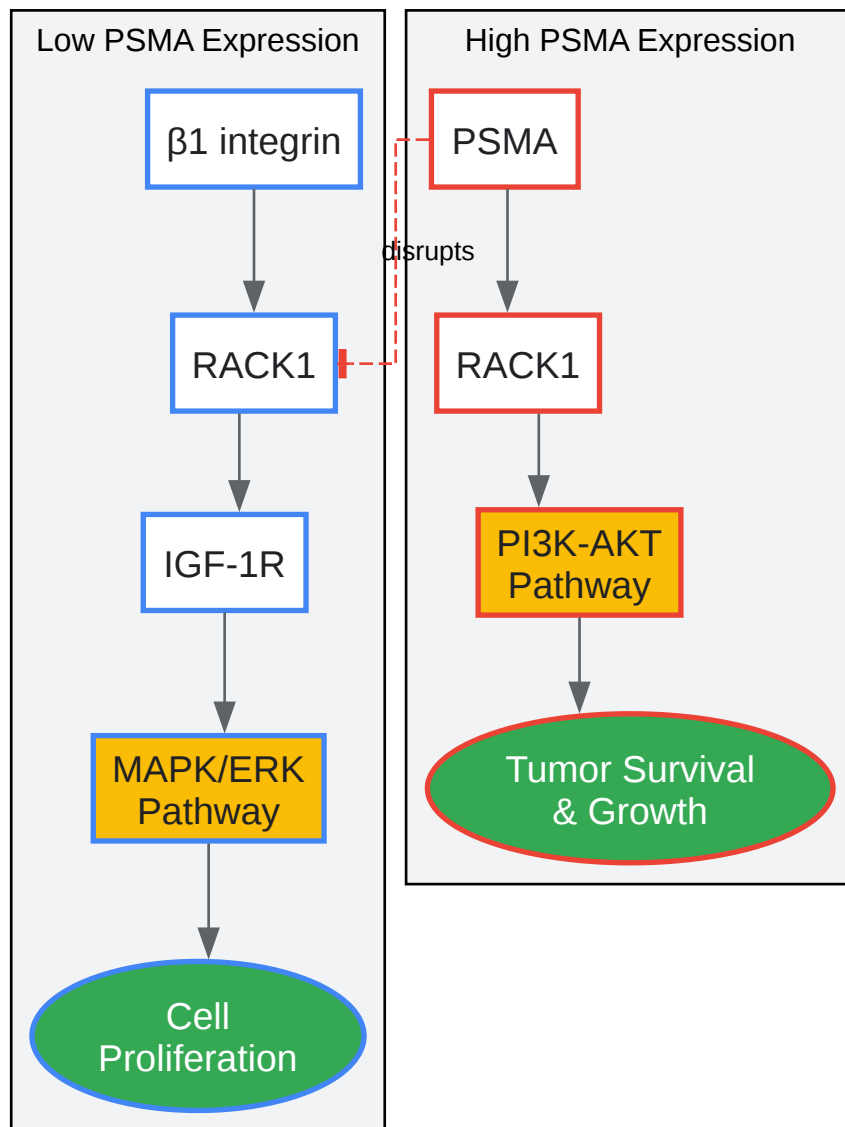 Low PSMA Expression
β1 integrin
RACK1
IGF-1R
MAPK/ERK
Pathway
Cell
Proliferation
disrupts
High PSMA Expression
PSMA
RACK1
PI3K-AKT
Pathway
Tumor Survival
& Growth